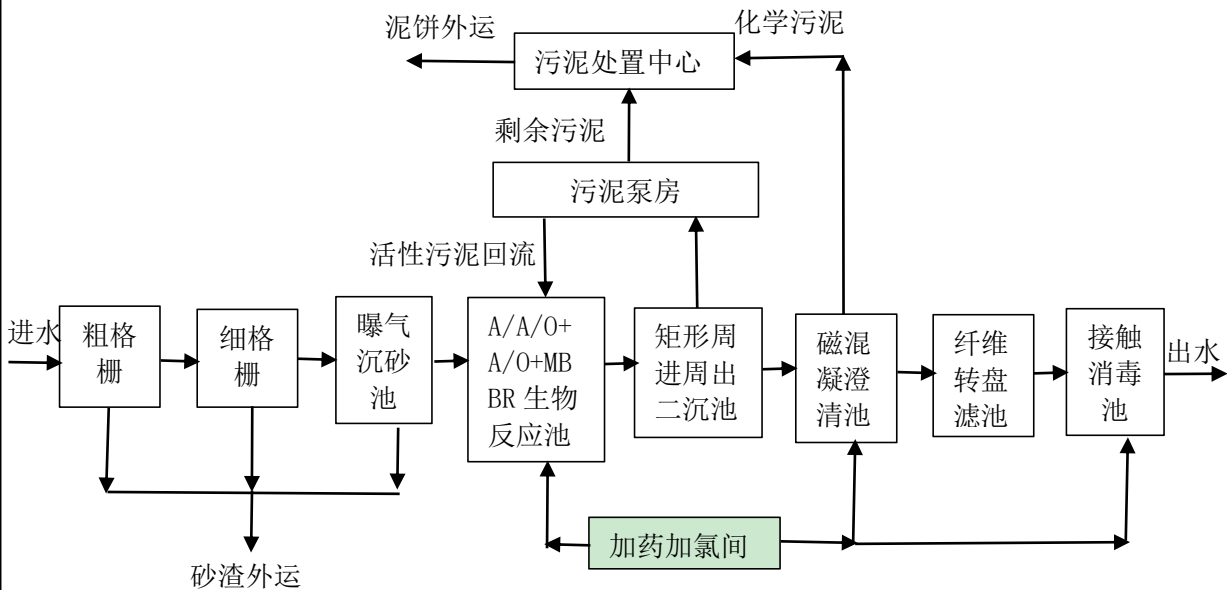 泥饼外运
化学污泥
污泥处置中心
剩余污泥
污泥泵房
活性污泥回流
进水
粗格
栅
细格
栅
曝气
沉砂
池
A/A/O+
A/O+MB
BR 生物
反应池
矩形周
进周出
二沉池
磁混
凝澄
清池
纤维
转盘
滤池
接触
消毒
池
出水
加药加氯间
砂渣外运